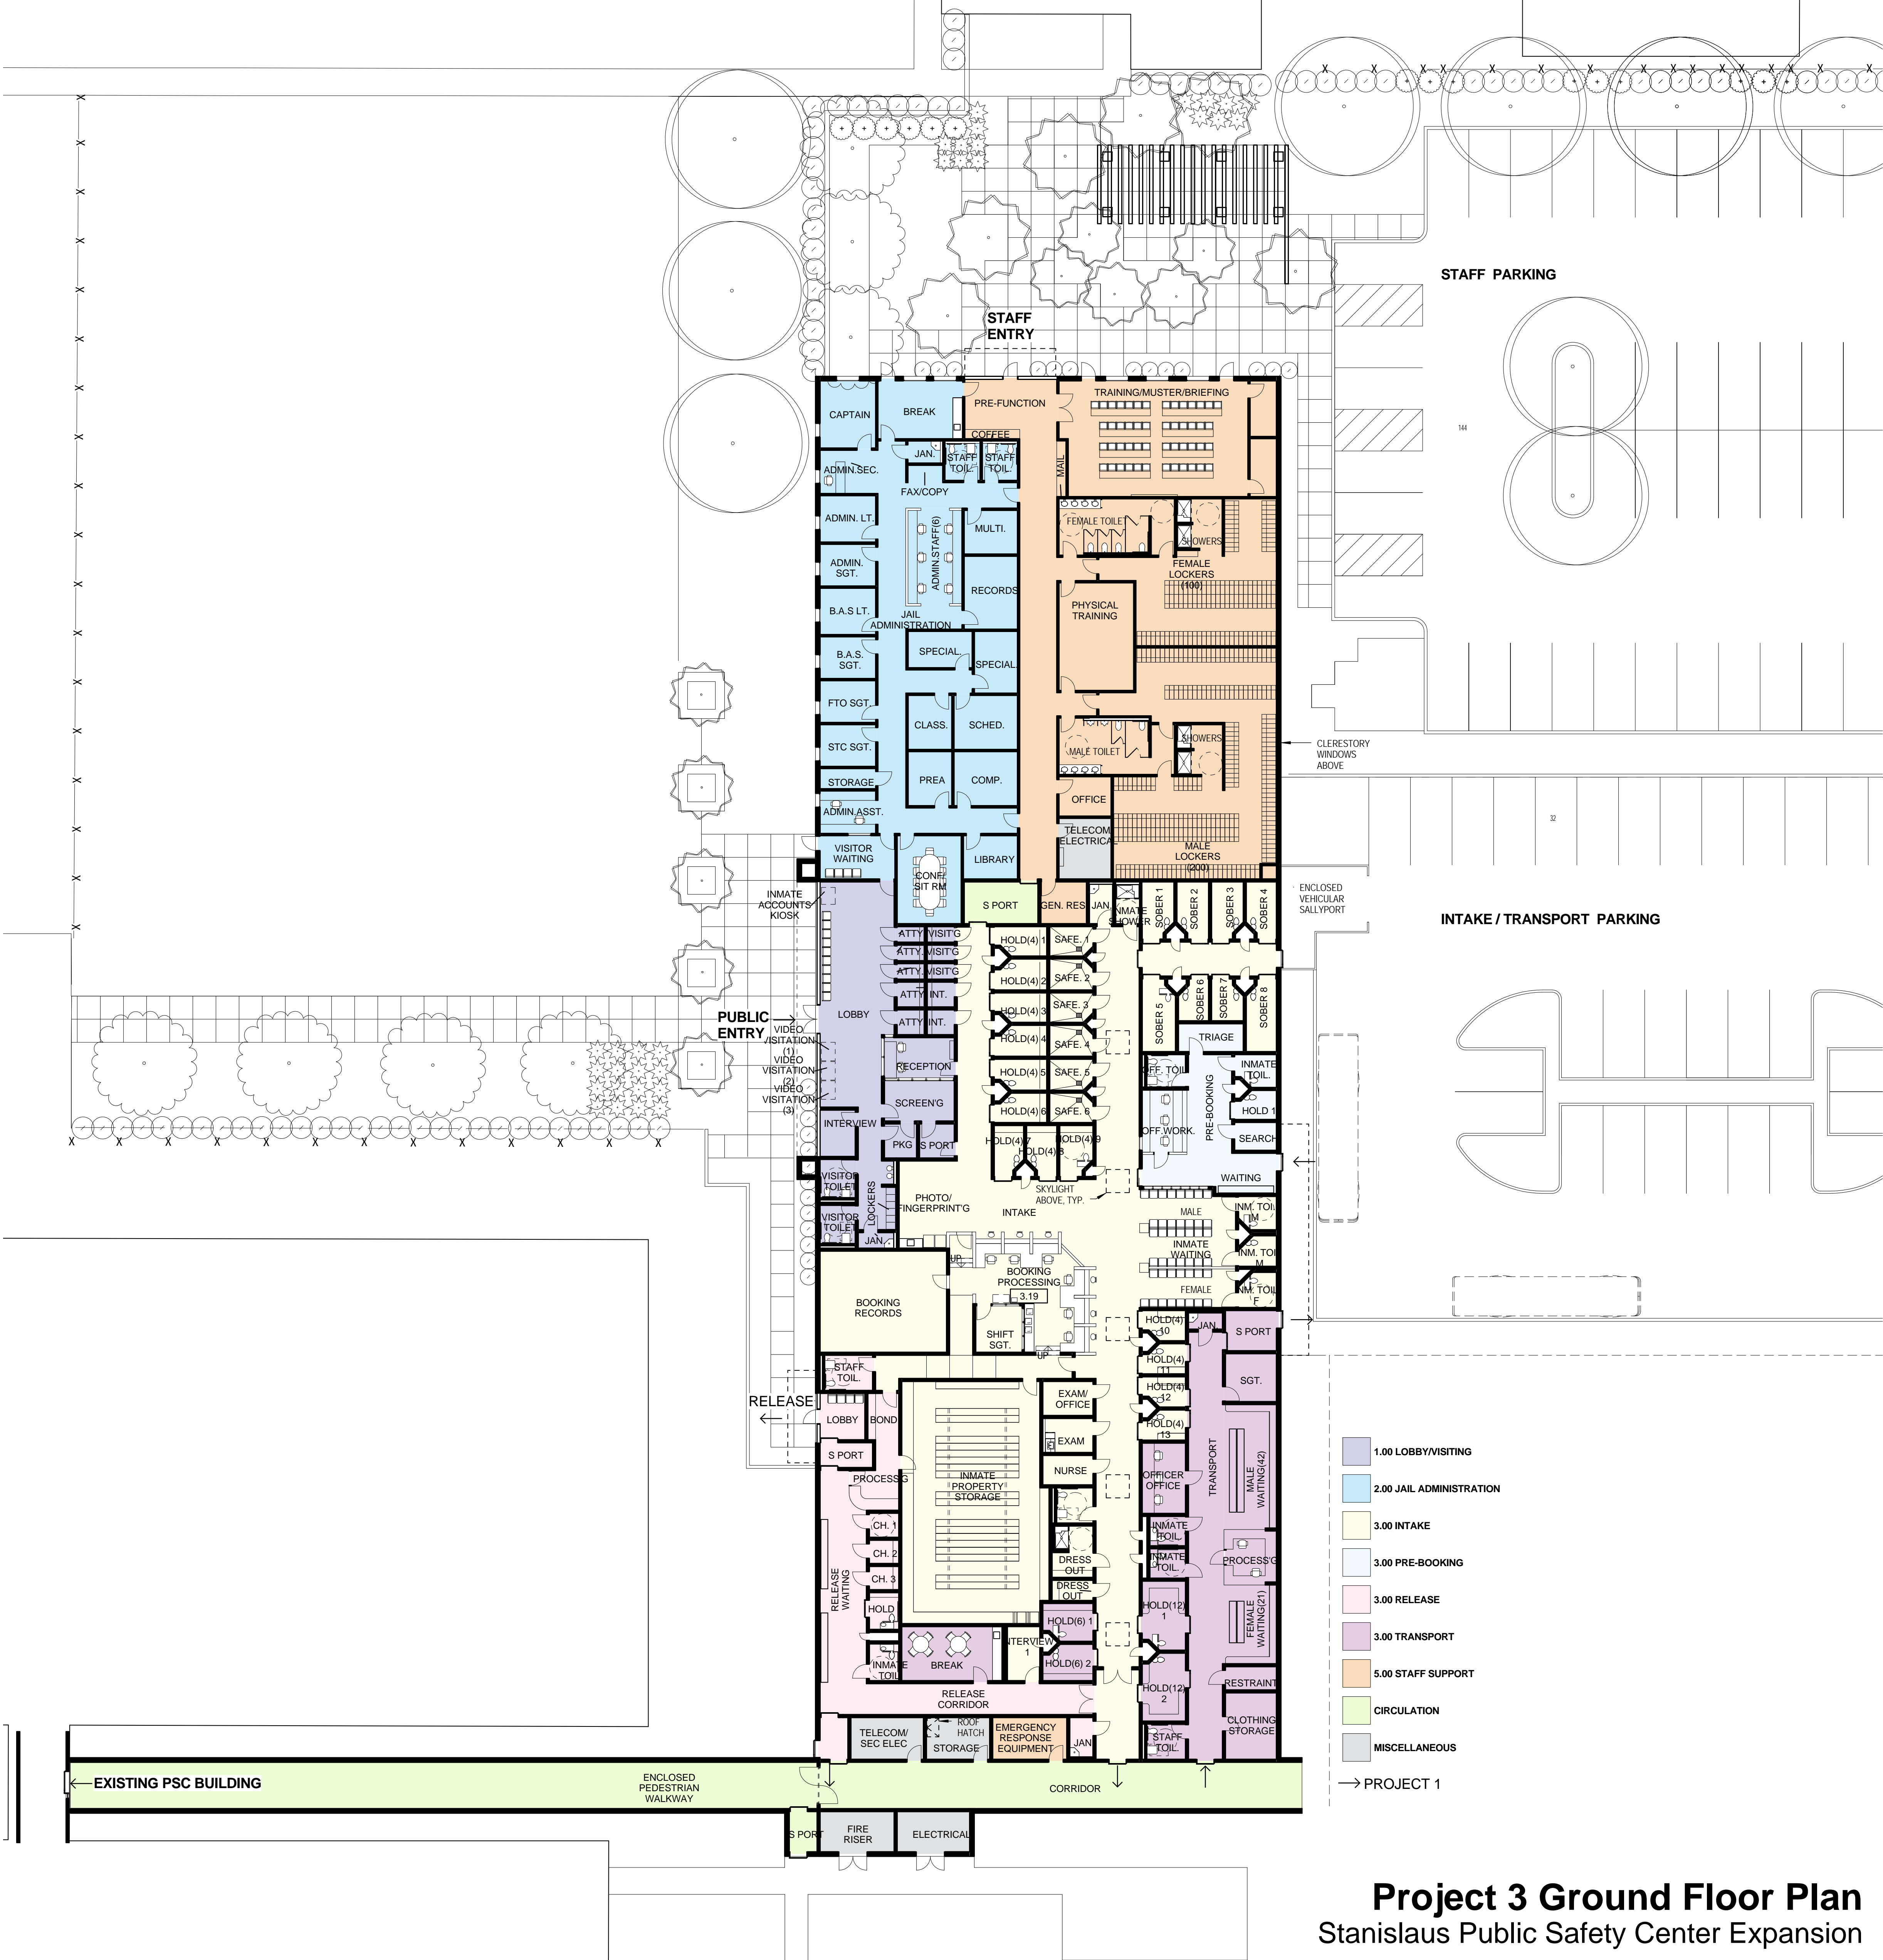 STAFF PARKING
STAFF
ENTRY
144
CAPTAIN
BREAK
PRE-FUNCTION
TRAINING/MUSTER/BRIEFING
COFFEE
JAN.
STAFF
TOIL.
STAFF
TOIL.
MAIL
ADMIN.SEC.
FAX/COPY
ADMIN. LT.
ADMIN.STAFF(6)
MULTI.
FEMALE TOILET
SHOWERS
ADMIN.
SGT.
FEMALE
LOCKERS
(100)
B.A.S LT.
RECORDS
PHYSICAL
TRAINING
JAIL
ADMINISTRATION
B.A.S.
SGT.
SPECIAL.
SPECIAL.
FTO SGT.
CLASS.
SCHED.
STC SGT.
MALE TOILET
SHOWERS
CLERESTORY
WINDOWS
ABOVE
STORAGE
PREA
COMP.
OFFICE
ADMIN.ASST.
32
TELECOM/
ELECTRICAL
VISITOR
WAITING
CONF/
SIT RM
LIBRARY
MALE
LOCKERS
(200)
INMATE
ACCOUNTS
KIOSK
S PORT
GEN. RES.
JAN.
INMATE
SHOWER
SOBER 1
SOBER 2
SOBER 3
SOBER 4
ENCLOSED
VEHICULAR
SALLYPORT
INTAKE / TRANSPORT PARKING
ATTY.
VISIT'G
ATTY.
VISIT'G
ATTY.
VISIT'G
ATTY.
INT.
ATTY.
INT.
HOLD(4) 1
SAFE. 1
HOLD(4) 2
SAFE. 2
HOLD(4) 3
SAFE. 3
HOLD(4) 4
SAFE. 4
HOLD(4) 5
SAFE. 5
HOLD(4) 6
SAFE. 6
HOLD(4) 7
HOLD(4) 8
HOLD(4) 9
SOBER 5
SOBER 6
SOBER 7
SOBER 8
PUBLIC
ENTRY
LOBBY
VIDEO
VISITATION
(1)
VIDEO
VISITATION
(2)
VIDEO
VISITATION
(3)
RECEPTION
SCREEN'G
INTERVIEW
PKG
S PORT
TRIAGE
OFF. TOIL.
INMATE
TOIL.
PRE-BOOKING
HOLD 1
OFF.WORK.
SEARCH
WAITING
VISITOR
TOILET
VISITOR
TOILET
LOCKERS
JAN.
PHOTO/
FINGERPRINT'G
SKYLIGHT
ABOVE, TYP.
INTAKE
MALE
INMATE
WAITING
FEMALE
INM. TOIL.
M
INM. TOIL.
M
INM. TOIL.
F
UP
BOOKING
PROCESSING
3.19
BOOKING
RECORDS
SHIFT
SGT.
UP
HOLD(4)
10
JAN
S PORT
HOLD(4)
11
HOLD(4)
12
HOLD(4)
13
SGT.
STAFF
TOIL.
RELEASE
LOBBY
BOND
S PORT
PROCESS'G
EXAM/
OFFICE
EXAM
NURSE
INMATE
PROPERTY
STORAGE
OFFICER
OFFICE
TRANSPORT
MALE
WAITING(42)
CH. 1
CH. 2
CH. 3
HOLD
RELEASE
WAITING
DRESS
OUT
DRESS
OUT
INMATE
TOIL.
INMATE
TOIL.
PROCESS'G
HOLD(12)
1
FEMALE
WAITING(21)
HOLD(6) 1
HOLD(6) 2
INMATE
TOIL
BREAK
INTERVIEW
1
HOLD(12)
2
RESTRAINT
RELEASE
CORRIDOR
CLOTHING
STORAGE
TELECOM/
SEC ELEC
ROOF
HATCH
STORAGE
EMERGENCY
RESPONSE
EQUIPMENT
JAN
STAFF
TOIL.
EXISTING PSC BUILDING
ENCLOSED
PEDESTRIAN
WALKWAY
CORRIDOR
S PORT
FIRE
RISER
ELECTRICAL
1.00 LOBBY/VISITING
2.00 JAIL ADMINISTRATION
3.00 INTAKE
3.00 PRE-BOOKING
3.00 RELEASE
3.00 TRANSPORT
5.00 STAFF SUPPORT
CIRCULATION
MISCELLANEOUS
PROJECT 1
Project 3 Ground Floor Plan
Stanislaus Public Safety Center Expansion